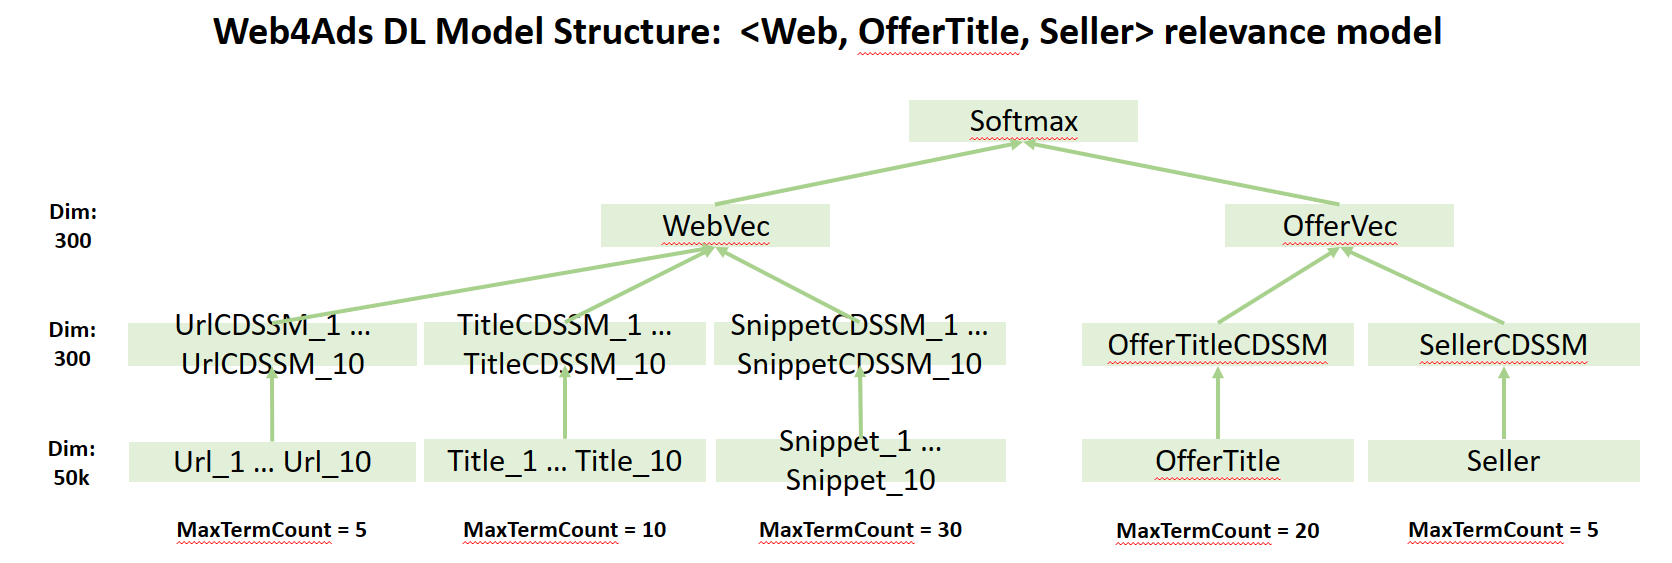 Web4Ads DL Model Structure: <Web, OfferTitle, Seller> relevance model
Softmax
Dim:
300
WebVec
OfferVec
Dim:
300
UrlCDSSM_1 ...
UrlCDSSM_10
TitleCDSSM_1 ...
TitleCDSSM_10
SnippetCDSSM_1 ...
SnippetCDSSM_10
OfferTitleCDSSM
SellerCDSSM
Dim:
50k
Url_1 ... Url_10
Title_1 ... Title_10
Snippet_1 ...
Snippet_10
OfferTitle
Seller
MaxTermCount = 5
MaxTermCount = 10
MaxTermCount = 30
MaxTermCount = 20
MaxTermCount = 5